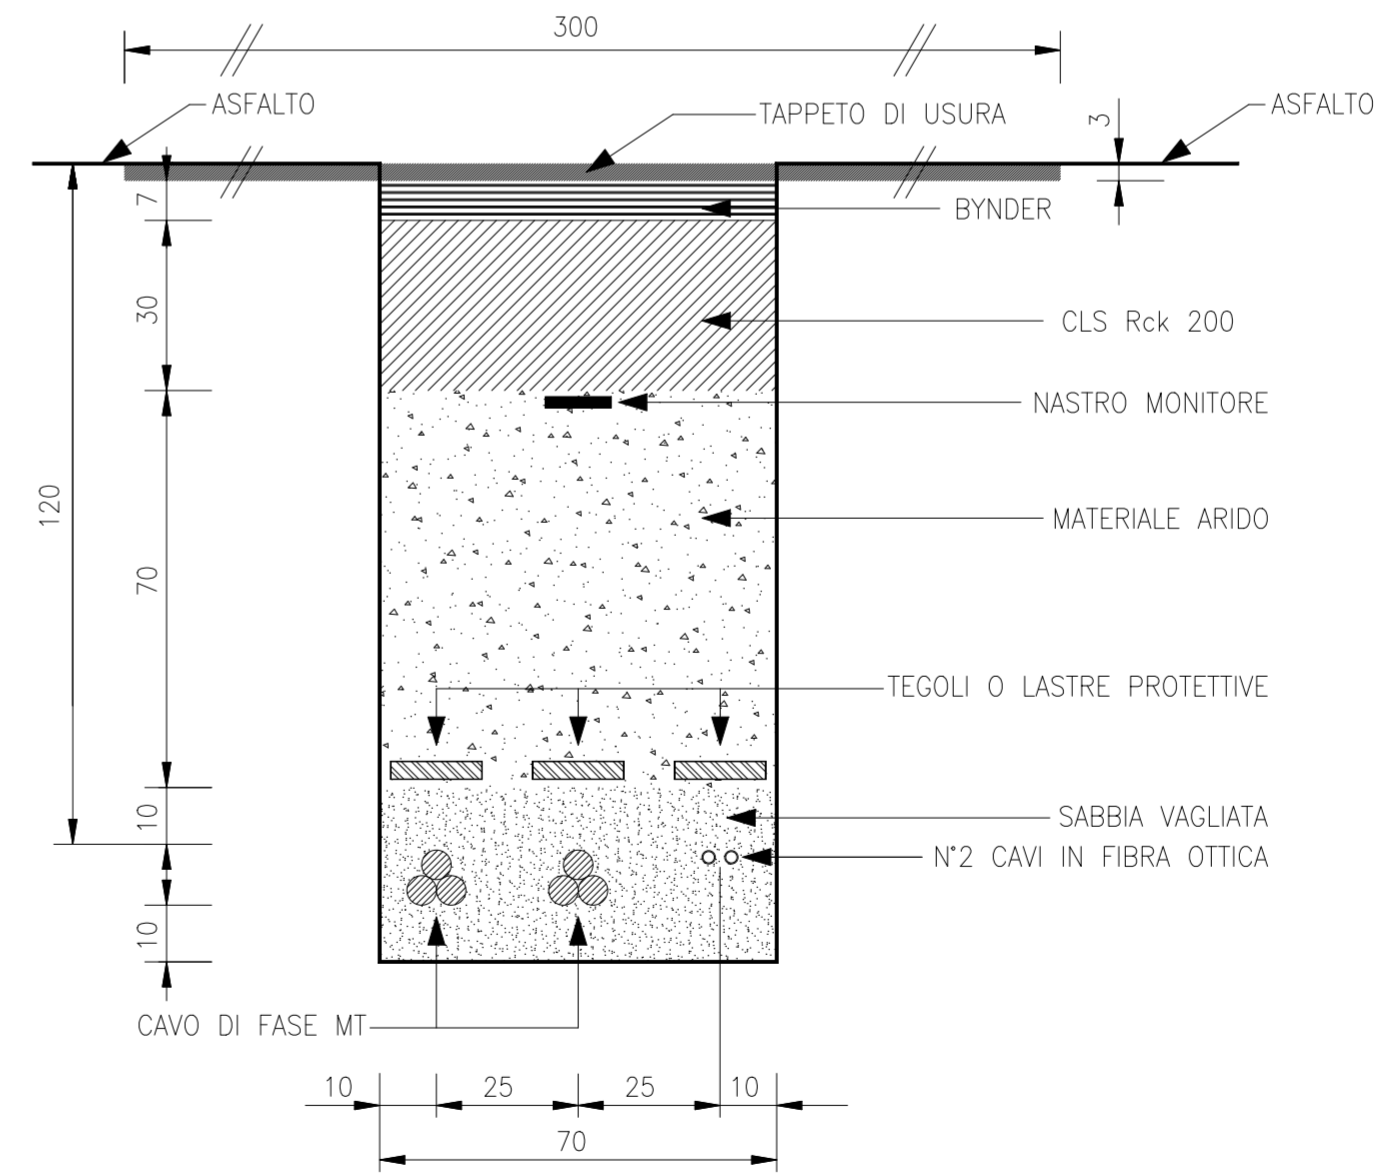 300
ASFALTO
TAPPETO DI USURA
3
ASFALTO
7
BYNDER
30
CLS Rck 200
NASTRO MONITORE
120
MATERIALE ARIDO
70
TEGOLI O LASTRE PROTETTIVE
10
SABBIA VAGLIATA
N°2 CAVI IN FIBRA OTTICA
10
CAVO DI FASE MT
10
25
25
10
70